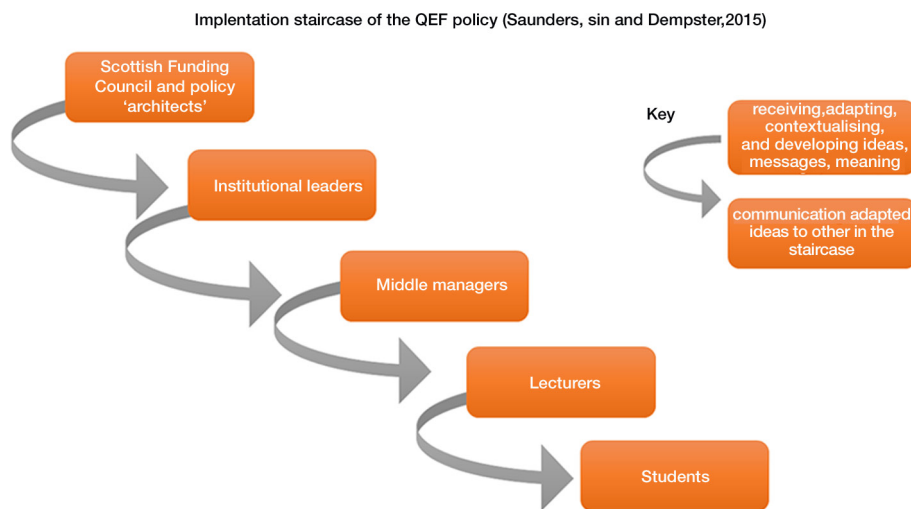 Implentation staircase of the QEF policy (Saunders, sin and Dempster,2015)
Scottish Funding
Council and policy
‘architects’
Institutional leaders
Middle managers
Lecturers
Students
Key
receiving,adapting,
contextualising,
and developing ideas,
messages, meaning
communication adapted
ideas to other in the
staircase